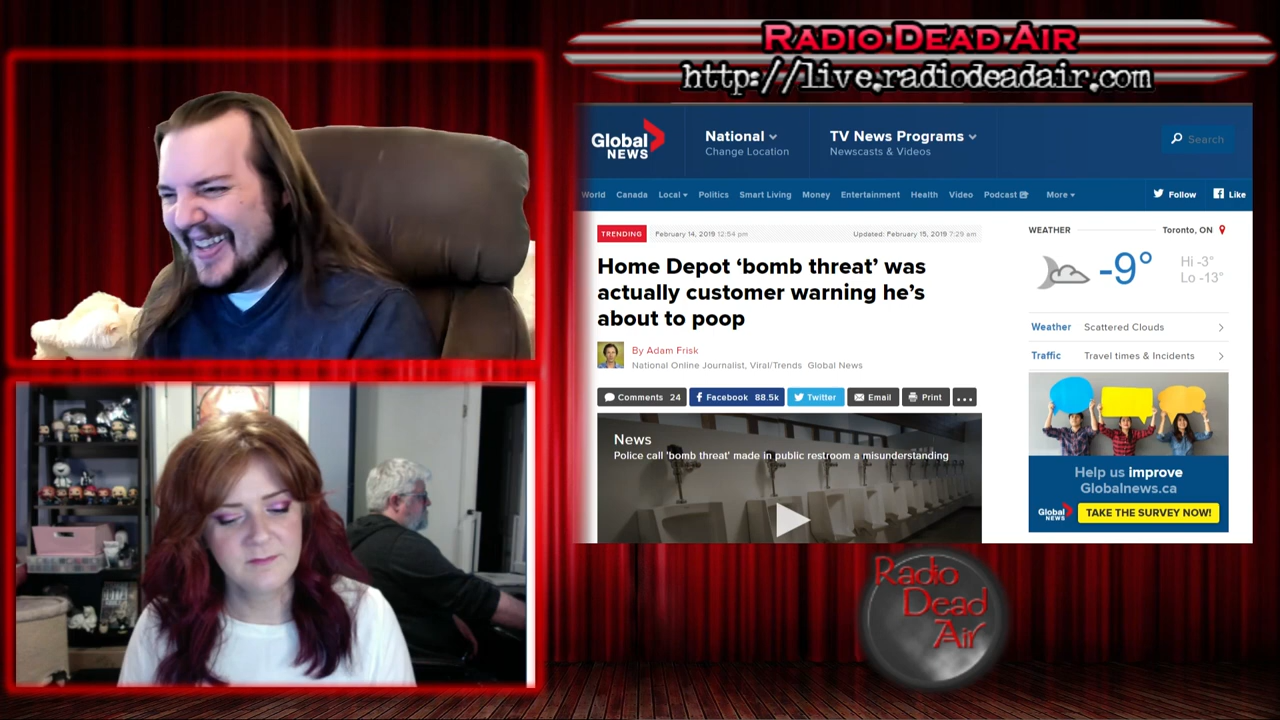 Radio Dead Air
http://live.radiodeadair.com
Global NEWS
National
Change Location
TV News Programs
Newscasts & Videos
Search
World Canada Local Politics Smart Living Money Entertainment Health Video Podcast More
Follow Like
TRENDING February 14, 2019 12:54 pm Updated: February 15, 2019 7:29 am
Home Depot ‘bomb threat’ was
actually customer warning he’s
about to poop
By Adam Frisk
National Online Journalist, Viral/Trends Global News
Comments 24 Facebook 88.5k Twitter Email Print ...
News
Police call 'bomb threat' made in public restroom a misunderstanding
WEATHER Toronto, ON
-9°
Hi -3°
Lo -13°
Weather Scattered Clouds
Traffic Travel times & Incidents
Help us improve
Globalnews.ca
Global NEWS TAKE THE SURVEY NOW!
Radio
Dead
Air